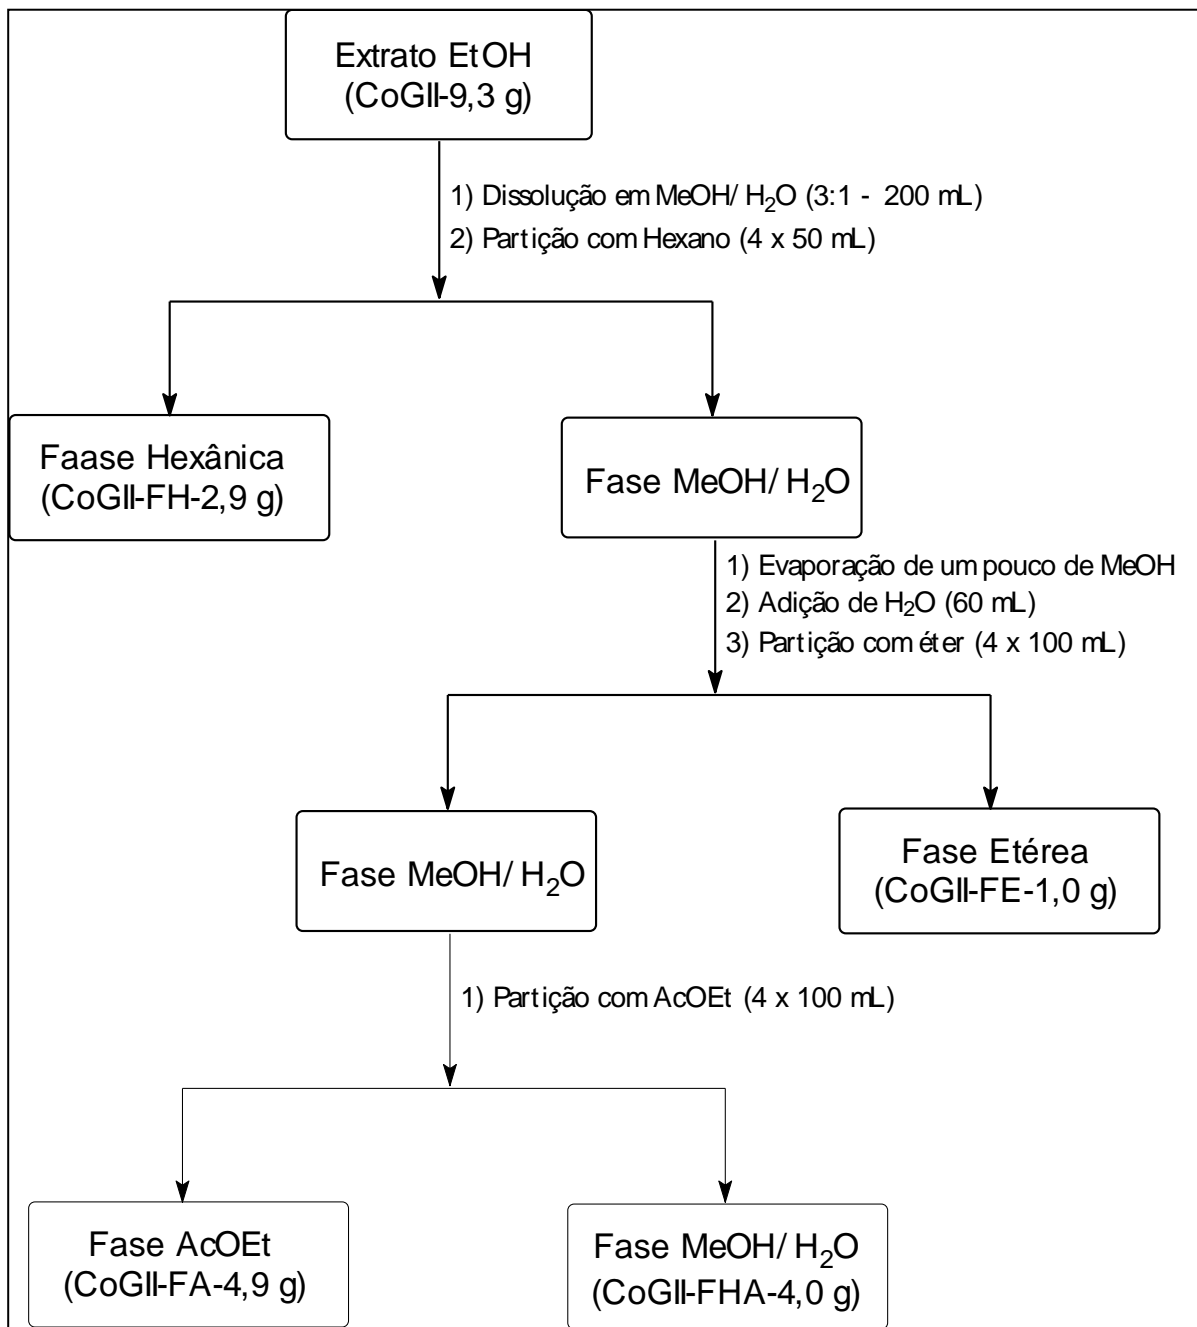 Extrato EtOH
(CoGII-9,3 g)
1) Dissolução em MeOH/ H₂O (3:1 - 200 mL)
2) Partição com Hexano (4 x 50 mL)
Faase Hexânica
(CoGII-FH-2,9 g)
Fase MeOH/ H₂O
1) Evaporação de um pouco de MeOH
2) Adição de H₂O (60 mL)
3) Partição com éter (4 x 100 mL)
Fase MeOH/ H₂O
Fase Etérea
(CoGII-FE-1,0 g)
1) Partição com AcOEt (4 x 100 mL)
Fase AcOEt
(CoGII-FA-4,9 g)
Fase MeOH/ H₂O
(CoGII-FHA-4,0 g)